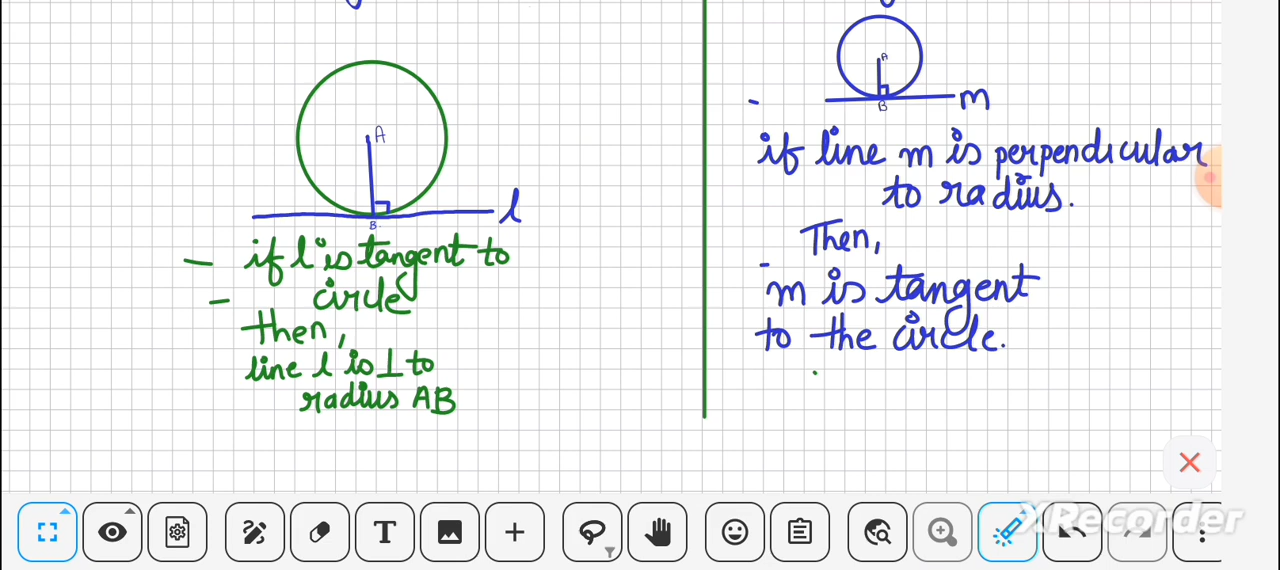 A
B
l
- if l is tangent to
- circle
then,
line l is ⊥ to
radius AB
A
B
m
-
if line m is perpendicular
to radius.
Then,
- m is tangent
to the circle.
T
XRecorder